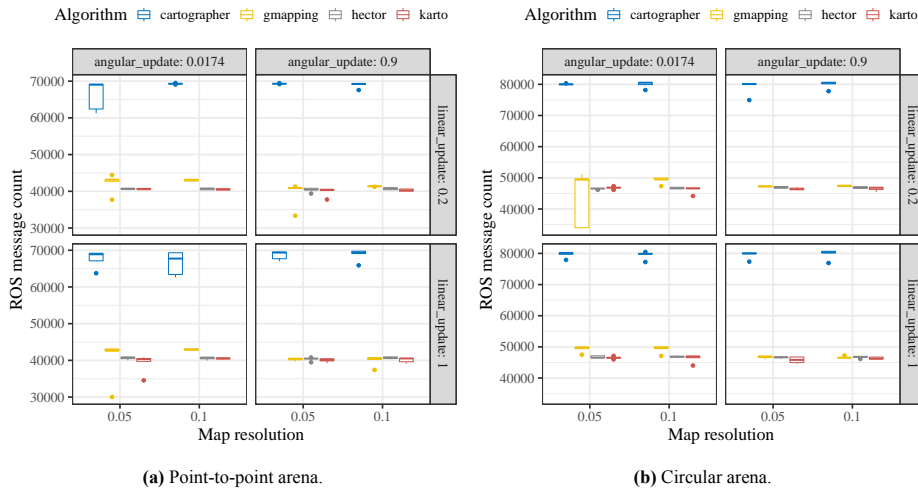 Algorithm cartographer gmapping hector karto
angular_update: 0.0174 angular_update: 0.9
70000
60000
50000
40000
30000
linear_update: 0.2
70000
60000
50000
40000
30000
linear_update: 1
ROS message count
0.05 0.1 0.05 0.1
Map resolution
(a) Point-to-point arena.
Algorithm cartographer gmapping hector karto
angular_update: 0.0174 angular_update: 0.9
80000
70000
60000
50000
40000
linear_update: 0.2
80000
70000
60000
50000
40000
linear_update: 1
ROS message count
0.05 0.1 0.05 0.1
Map resolution
(b) Circular arena.